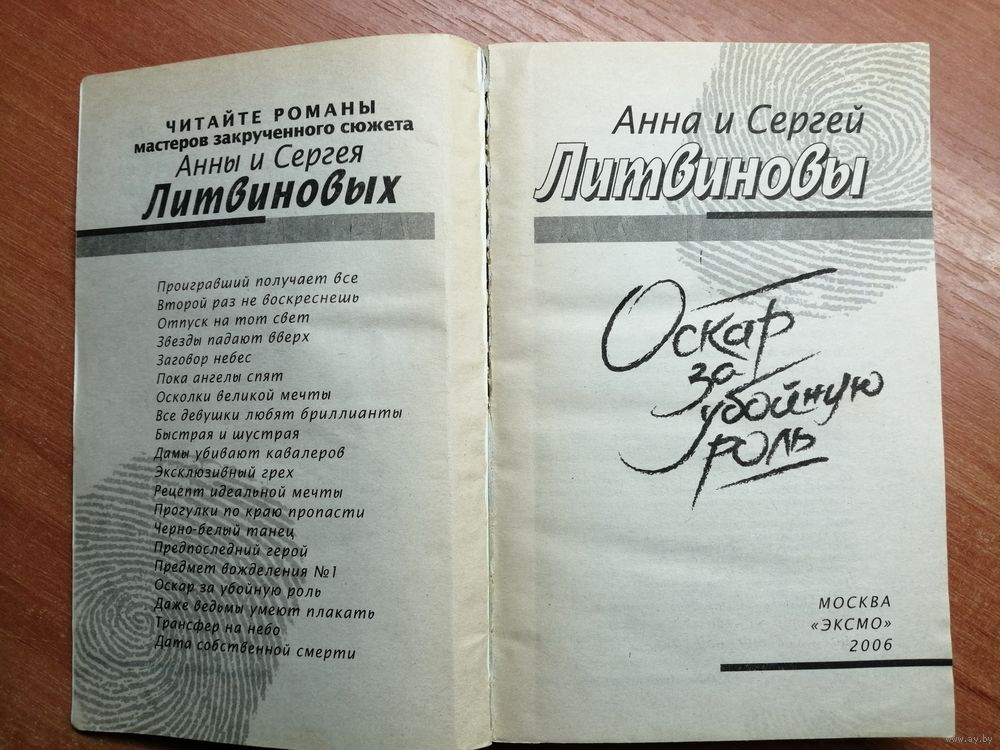 ЧИТАЙТЕ РОМАНЫ
мастеров закрученного сюжета
Анны и Сергея
Литвиновых
Проигравший получает все
Второй раз не воскреснешь
Отпуск на тот свет
Звезды падают вверх
Заговор небес
Пока ангелы спят
Осколки великой мечты
Все девушки любят бриллианты
Быстрая и шустрая
Дамы убивают кавалеров
Эксклюзивный грех
Рецепт идеальной мечты
Прогулки по краю пропасти
Черно-белый танец
Предпоследний герой
Предмет вожделения №1
Оскар за убойную роль
Даже ведьмы умеют плакать
Трансфер на небо
Дата собственной смерти
Анна и Сергей
Литвиновы
Оскар
за
убойную
роль
МОСКВА
«ЭКСМО»
2006
www.ay.by